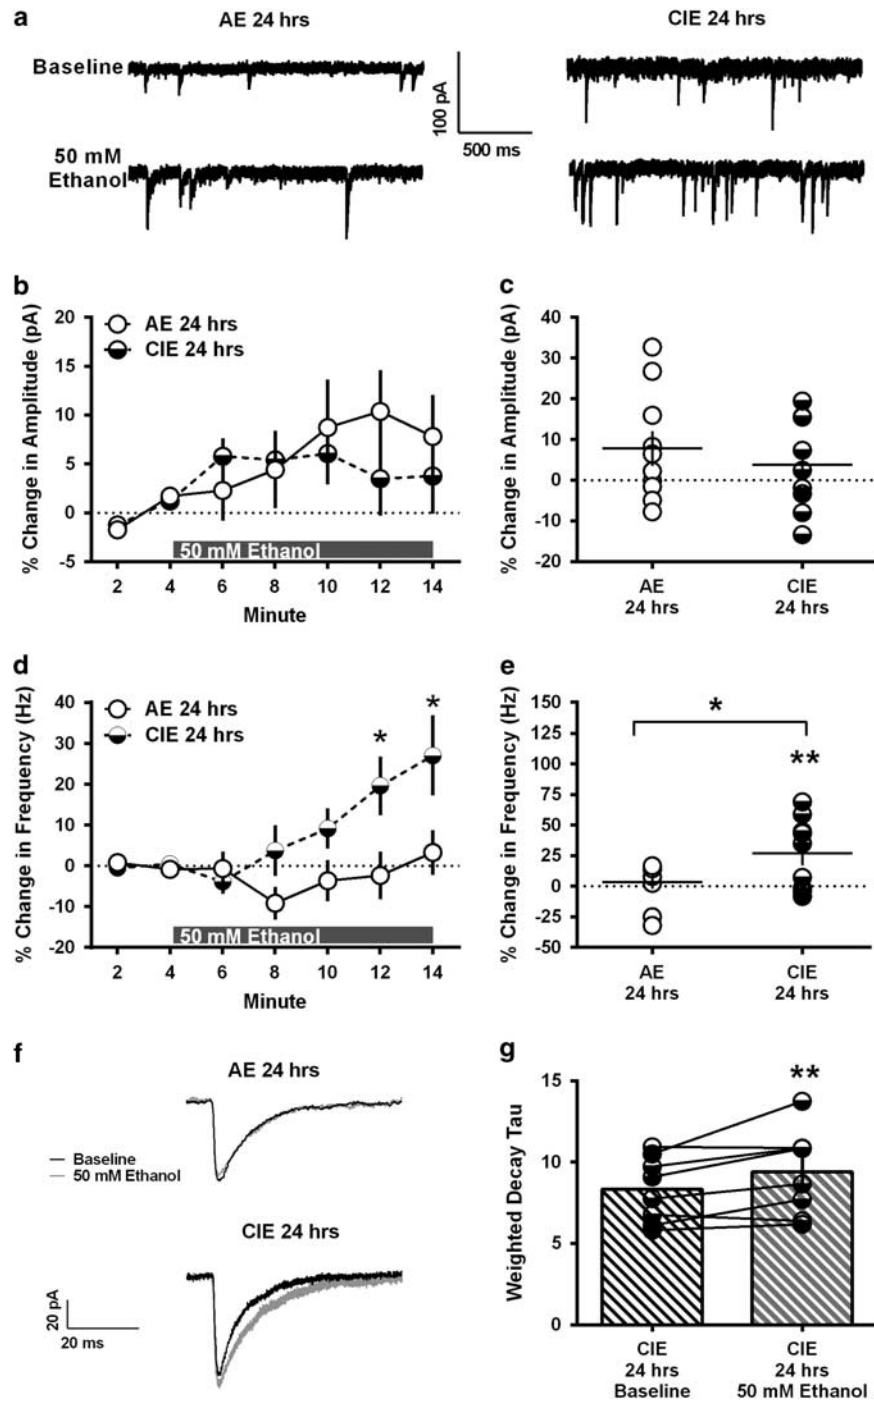 a
AE 24 hrs
CIE 24 hrs
Baseline
50 mM
Ethanol
100 pA
500 ms
b
% Change in Amplitude (pA)
20
15
10
5
0
-5
AE 24 hrs
CIE 24 hrs
50 mM Ethanol
2 4 6 8 10 12 14
Minute
c
% Change in Amplitude (pA)
40
30
20
10
0
-10
-20
AE
24 hrs
CIE
24 hrs
d
% Change in Frequency (Hz)
40
30
20
10
0
-10
-20
AE 24 hrs
CIE 24 hrs
*
*
50 mM Ethanol
2 4 6 8 10 12 14
Minute
e
% Change in Frequency (Hz)
150
125
100
75
50
25
0
-25
-50
*
**
AE
24 hrs
CIE
24 hrs
f
AE 24 hrs
Baseline
50 mM Ethanol
CIE 24 hrs
20 pA
20 ms
g
Weighted Decay Tau
15
10
5
0
**
CIE
24 hrs
Baseline
CIE
24 hrs
50 mM Ethanol